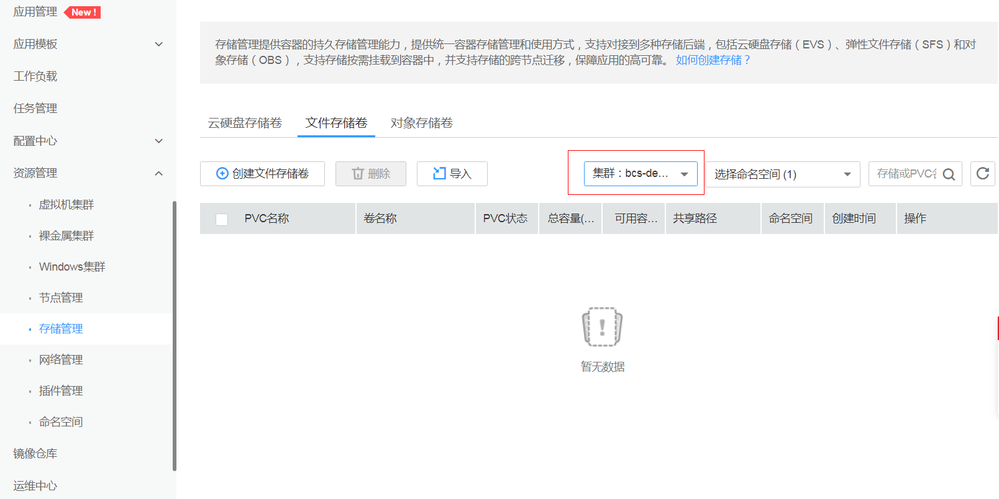 应用管理 New !
应用模板
工作负载
任务管理
配置中心
资源管理
虚拟机集群
裸金属集群
Windows集群
节点管理
存储管理
网络管理
插件管理
命名空间
镜像仓库
运维中心
存储管理提供容器的持久存储管理能力，提供统一容器存储管理和使用方式，支持对接到多种存储后端，包括云硬盘存储（EVS）、弹性文件存储（SFS）和对
象存储（OBS），支持存储按需挂载到容器中，并支持存储的跨节点迁移，保障应用的高可靠。 如何创建存储？
云硬盘存储卷 文件存储卷 对象存储卷
创建文件存储卷 删除 导入 集群：bcs-de... 选择命名空间 (1) 存储或PVC
PVC名称 卷名称 PVC状态 总容量(... 可用容... 共享路径 命名空间 创建时间 操作
暂无数据